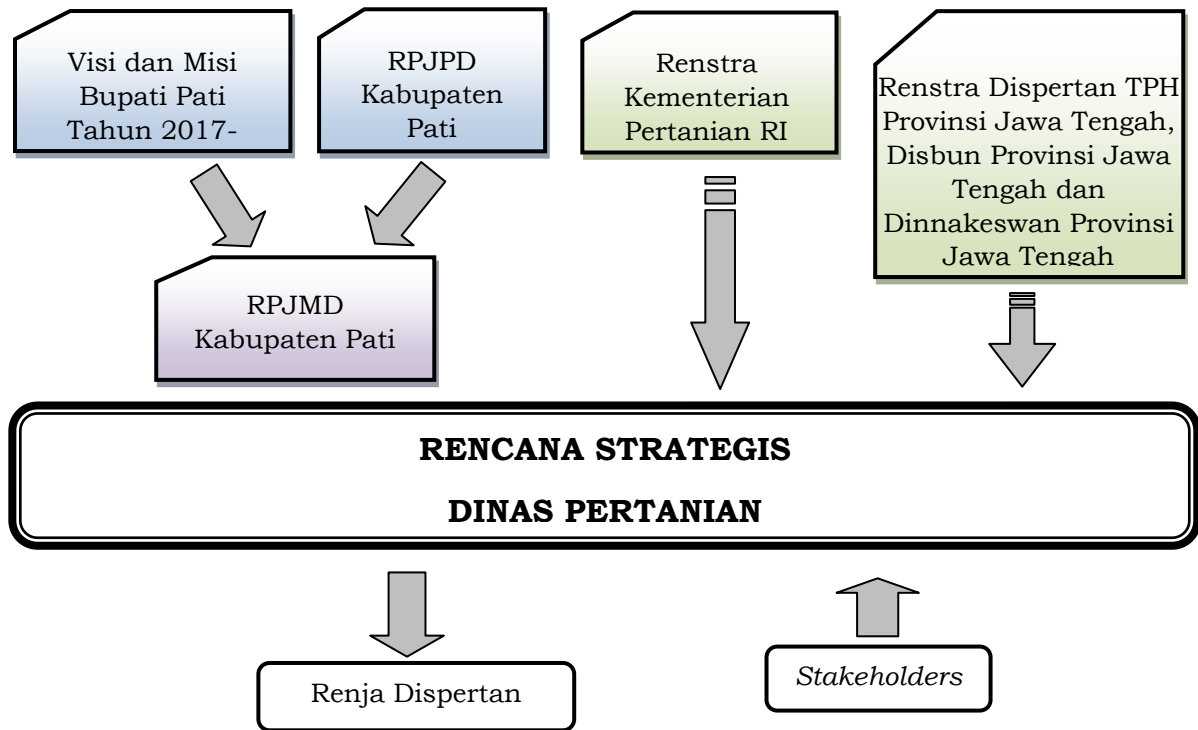 Visi dan Misi
Bupati Pati
Tahun 2017-
RPJPD
Kabupaten
Pati
Renstra
Kementerian
Pertanian RI
Renstra Dispertan TPH
Provinsi Jawa Tengah,
Disbun Provinsi Jawa
Tengah dan
Dinnakeswan Provinsi
Jawa Tengah
RPJMD
Kabupaten Pati
RENCANA STRATEGIS
DINAS PERTANIAN
Renja Dispertan
Stakeholders